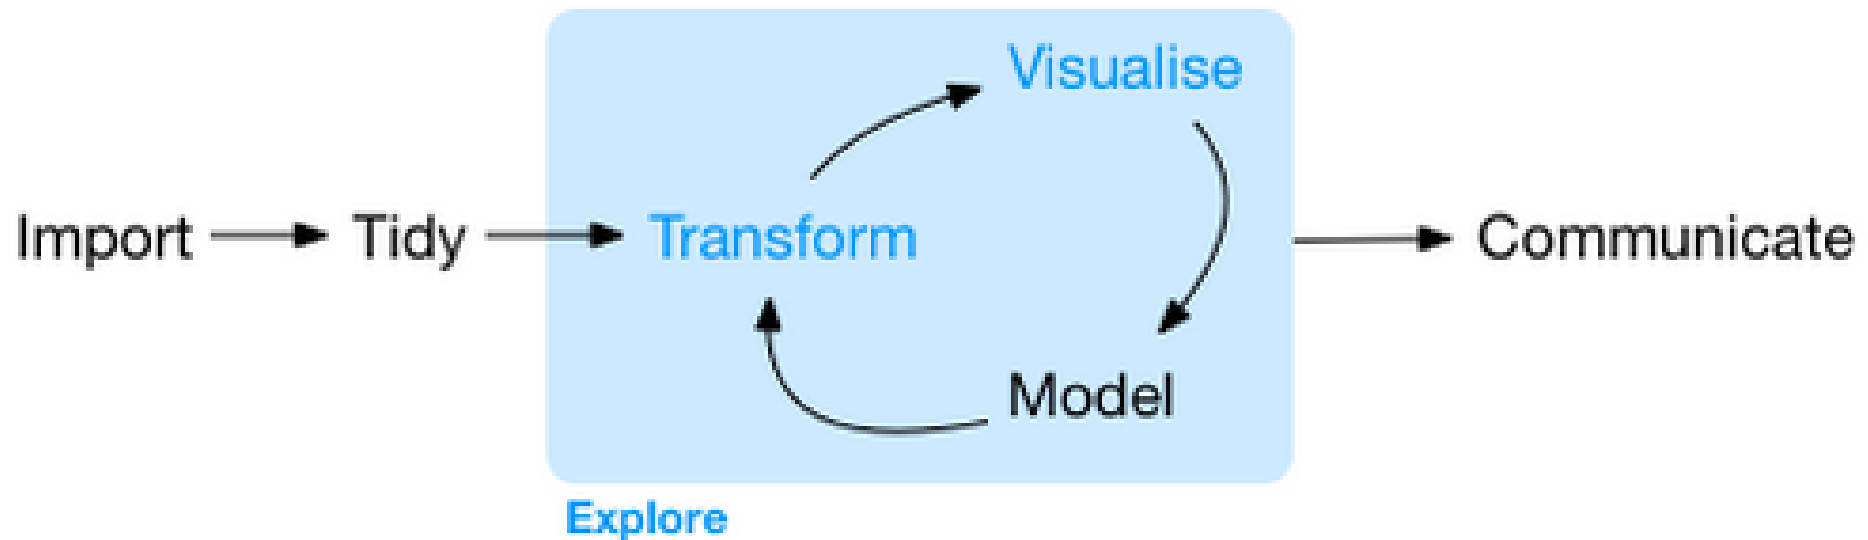 Visualise
Import
Tidy
Transform
Communicate
Model
Explore